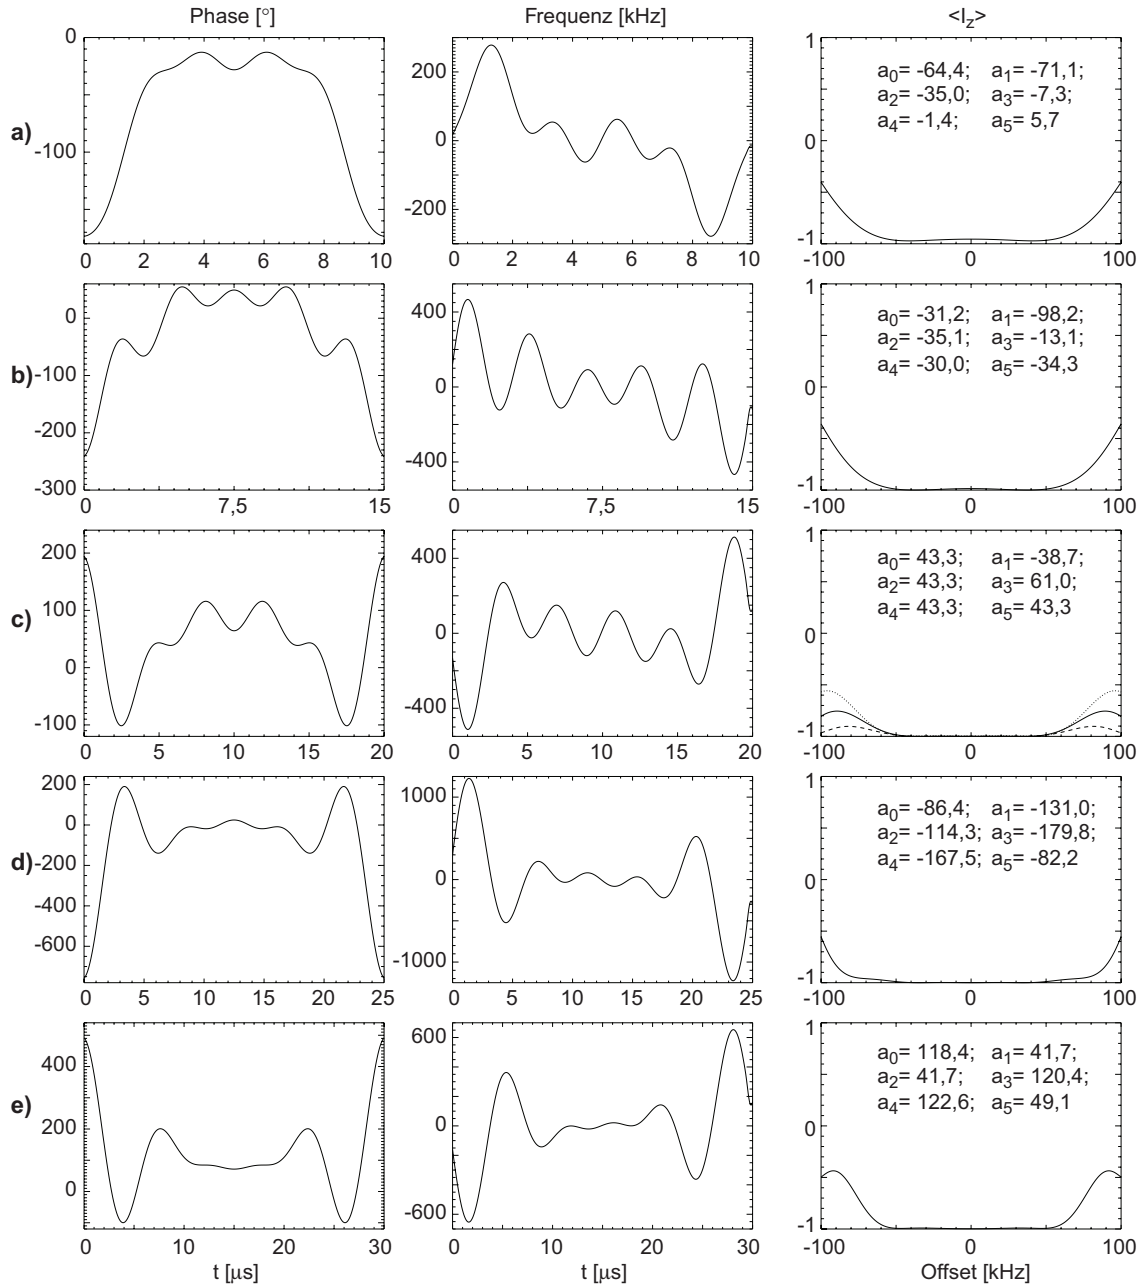 Phase [°] Frequenz [kHz] <I_z>
a)
0
-100
0 2 4 6 8 10
200
0
-200
0 2 4 6 8 10
1
0
-1
-100 0 100
a_0= -64,4; a_1= -71,1;
a_2= -35,0; a_3= -7,3;
a_4= -1,4; a_5= 5,7
b)
0
-100
-200
-300
0 7,5 15
400
0
-400
0 7,5 15
1
0
-1
-100 0 100
a_0= -31,2; a_1= -98,2;
a_2= -35,1; a_3= -13,1;
a_4= -30,0; a_5= -34,3
c)
200
100
0
-100
0 5 10 15 20
400
0
-400
0 5 10 15 20
1
0
-1
-100 0 100
a_0= 43,3; a_1= -38,7;
a_2= 43,3; a_3= 61,0;
a_4= 43,3; a_5= 43,3
d)
200
0
-200
-400
-600
0 5 10 15 20 25
1000
0
-1000
0 5 10 15 20 25
1
0
-1
-100 0 100
a_0= -86,4; a_1= -131,0;
a_2= -114,3; a_3= -179,8;
a_4= -167,5; a_5= -82,2
e)
400
200
0
0 10 20 30
600
0
-600
0 10 20 30
1
0
-1
-100 0 100
a_0= 118,4; a_1= 41,7;
a_2= 41,7; a_3= 120,4;
a_4= 122,6; a_5= 49,1
t [μs] t [μs] Offset [kHz]